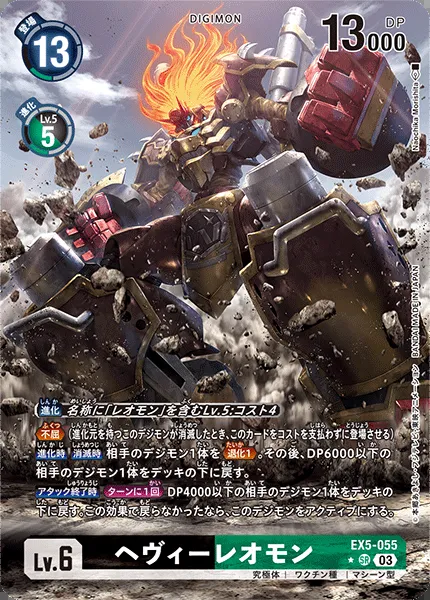 登場
13
DIGIMON
13000
DP
進化
Lv.5
5
Naochika Morishita
BANDAI MADE IN JAPAN
進化 名称に「レオモン」を含むLv.5:コスト4
不屈 (進化元を持つこのデジモンが消滅したとき、このカードをコストを支払わずに登場させる)
進化時 消滅時 相手のデジモン1体を 退化1 。その後、DP6000以下の
相手のデジモン1体をデッキの下に戻す。
アタック終了時 ターンに1回 DP4000以下の相手のデジモン1体をデッキの
下に戻す。この効果で戻らなかったなら、このデジモンをアクティブにする。
Lv.6
ヘヴィーレオモン
EX5-055
SR 03
究極体 ワクチン種 マシーン型